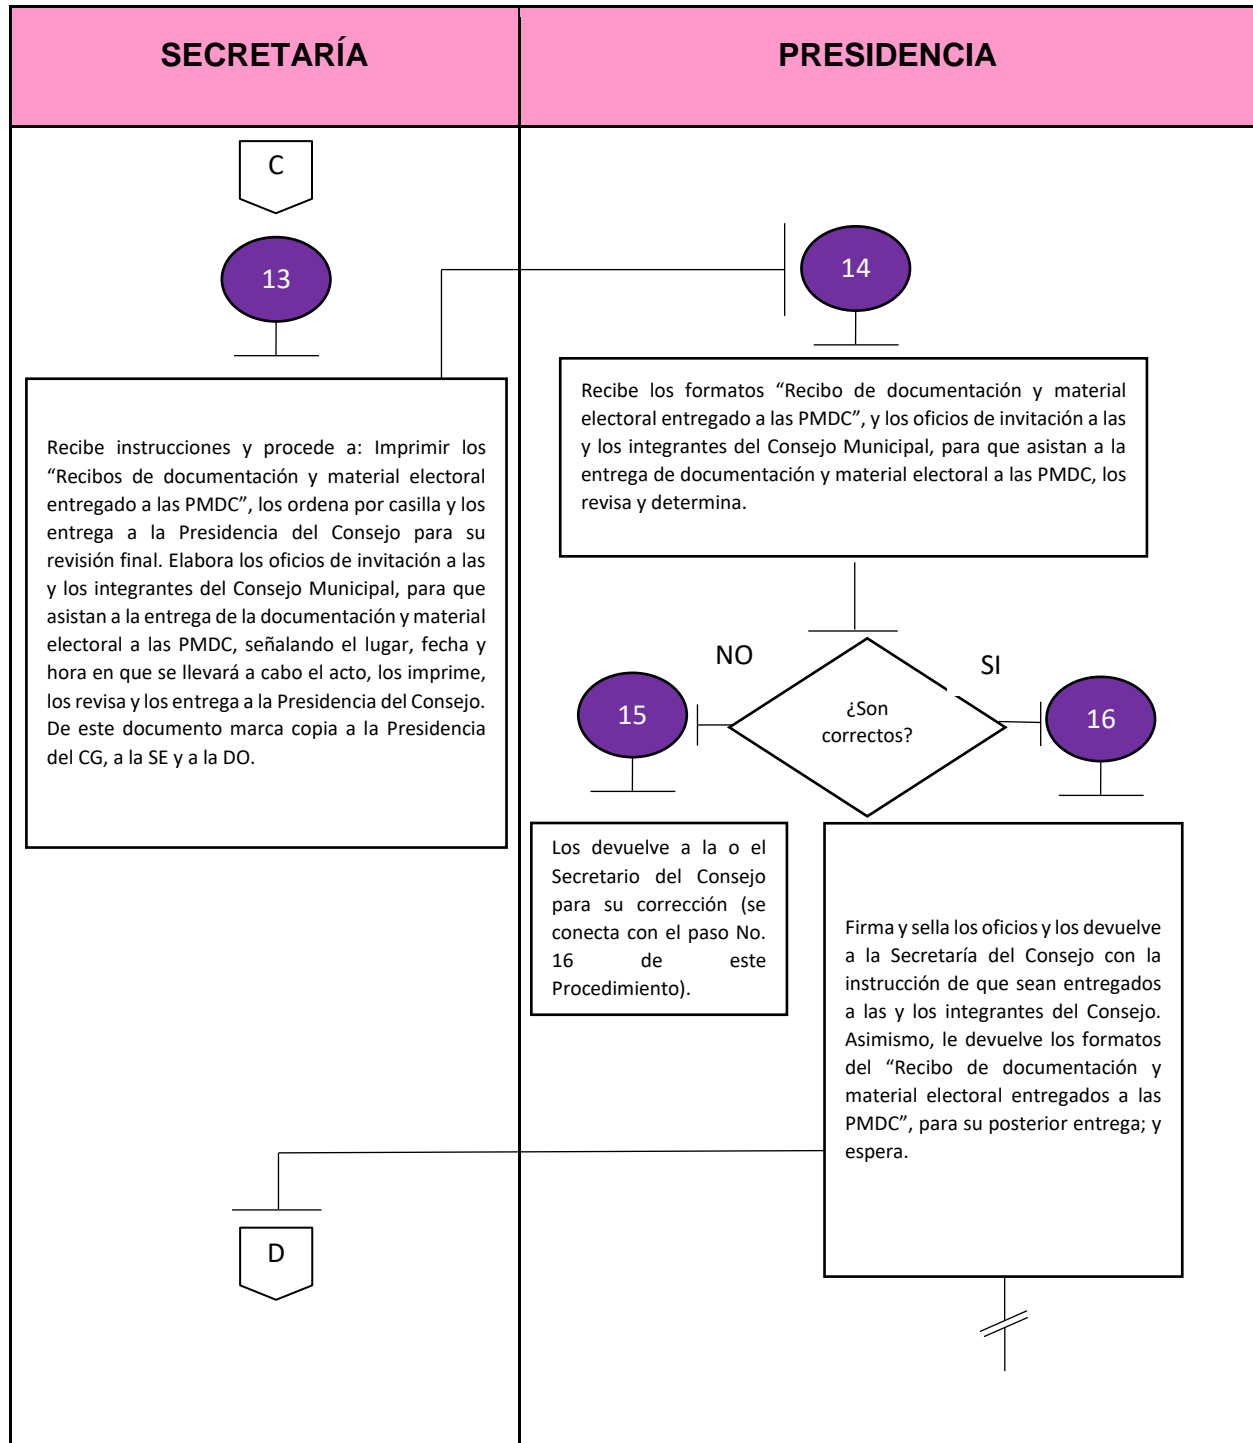 SECRETARÍA
PRESIDENCIA
C
13
Recibe instrucciones y procede a: Imprimir los
“Recibos de documentación y material electoral
entregado a las PMDC”, los ordena por casilla y los
entrega a la Presidencia del Consejo para su
revisión final. Elabora los oficios de invitación a las
y los integrantes del Consejo Municipal, para que
asistan a la entrega de la documentación y material
electoral a las PMDC, señalando el lugar, fecha y
hora en que se llevará a cabo el acto, los imprime,
los revisa y los entrega a la Presidencia del Consejo.
De este documento marca copia a la Presidencia
del CG, a la SE y a la DO.
14
Recibe los formatos “Recibo de documentación y material
electoral entregado a las PMDC”, y los oficios de invitación a las
y los integrantes del Consejo Municipal, para que asistan a la
entrega de documentación y material electoral a las PMDC, los
revisa y determina.
NO
SI
15
¿Son
correctos?
16
Los devuelve a la o el
Secretario del Consejo
para su corrección (se
conecta con el paso No.
16 de este
Procedimiento).
Firma y sella los oficios y los devuelve
a la Secretaría del Consejo con la
instrucción de que sean entregados
a las y los integrantes del Consejo.
Asimismo, le devuelve los formatos
del “Recibo de documentación y
material electoral entregados a las
PMDC”, para su posterior entrega; y
espera.
D